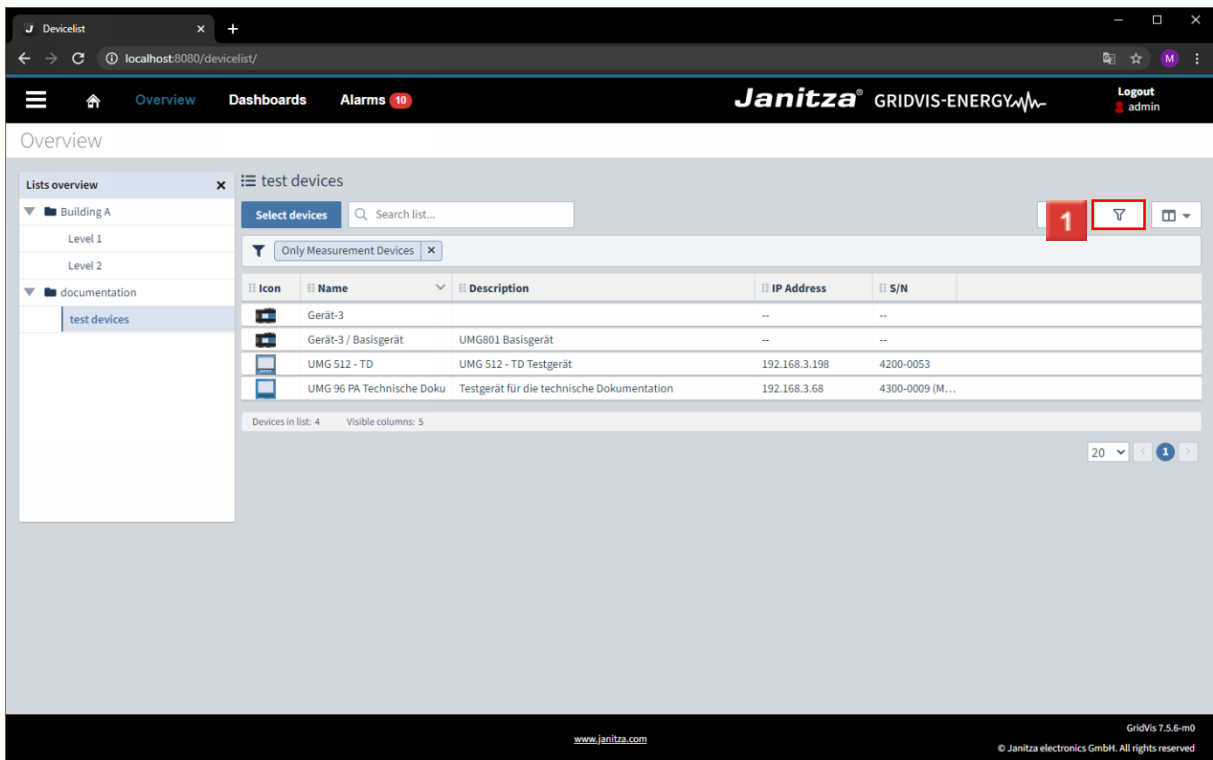 Devicelist
localhost:8080/devicelist/
M
Overview Dashboards Alarms 10
Janitza® GRIDVIS-ENERGY
Logout
admin
Overview
Lists overview
Building A
Level 1
Level 2
documentation
test devices
test devices
Select devices Search list...
1
Only Measurement Devices
Icon Name Description IP Address S/N
Gerät-3 -- --
Gerät-3 / Basisgerät UMG801 Basisgerät -- --
UMG 512 - TD UMG 512 - TD Testgerät 192.168.3.198 4200-0053
UMG 96 PA Technische Doku Testgerät für die technische Dokumentation 192.168.3.68 4300-0009 (M...
Devices in list: 4 Visible columns: 5
20 1
www.janitza.com
GridVis 7.5.6-m0
© Janitza electronics GmbH. All rights reserved